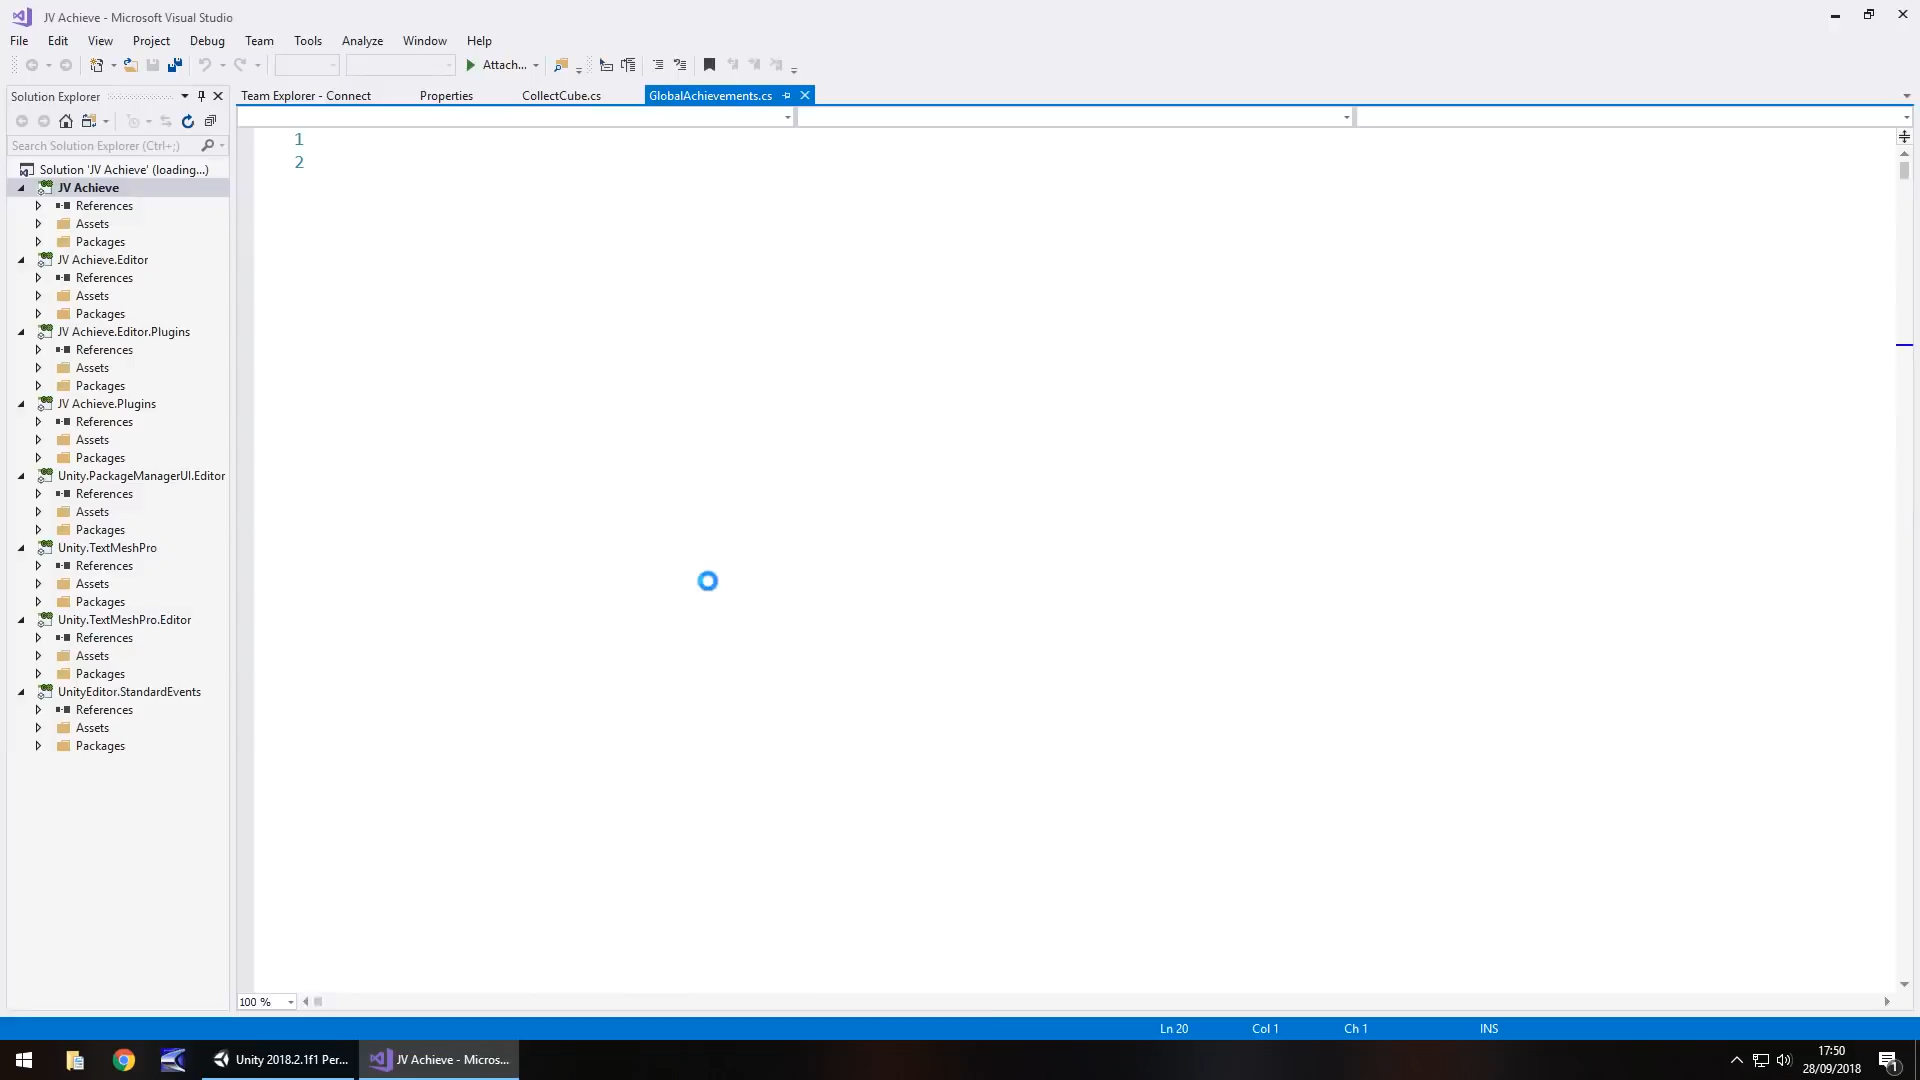 JV Achieve - Microsoft Visual Studio
File Edit View Project Debug Team Tools Analyze Window Help
Attach...
Solution Explorer
Team Explorer - Connect Properties CollectCube.cs GlobalAchievements.cs
Search Solution Explorer (Ctrl+;)
1
2
Solution 'JV Achieve' (loading...)
JV Achieve
References
Assets
Packages
JV Achieve.Editor
References
Assets
Packages
JV Achieve.Editor.Plugins
References
Assets
Packages
JV Achieve.Plugins
References
Assets
Packages
Unity.PackageManagerUI.Editor
References
Assets
Packages
Unity.TextMeshPro
References
Assets
Packages
Unity.TextMeshPro.Editor
References
Assets
Packages
UnityEditor.StandardEvents
References
Assets
Packages
100 %
Ln 20 Col 1 Ch 1 INS
Unity 2018.2.1f1 Per... JV Achieve - Micros...
17:50
28/09/2018
1